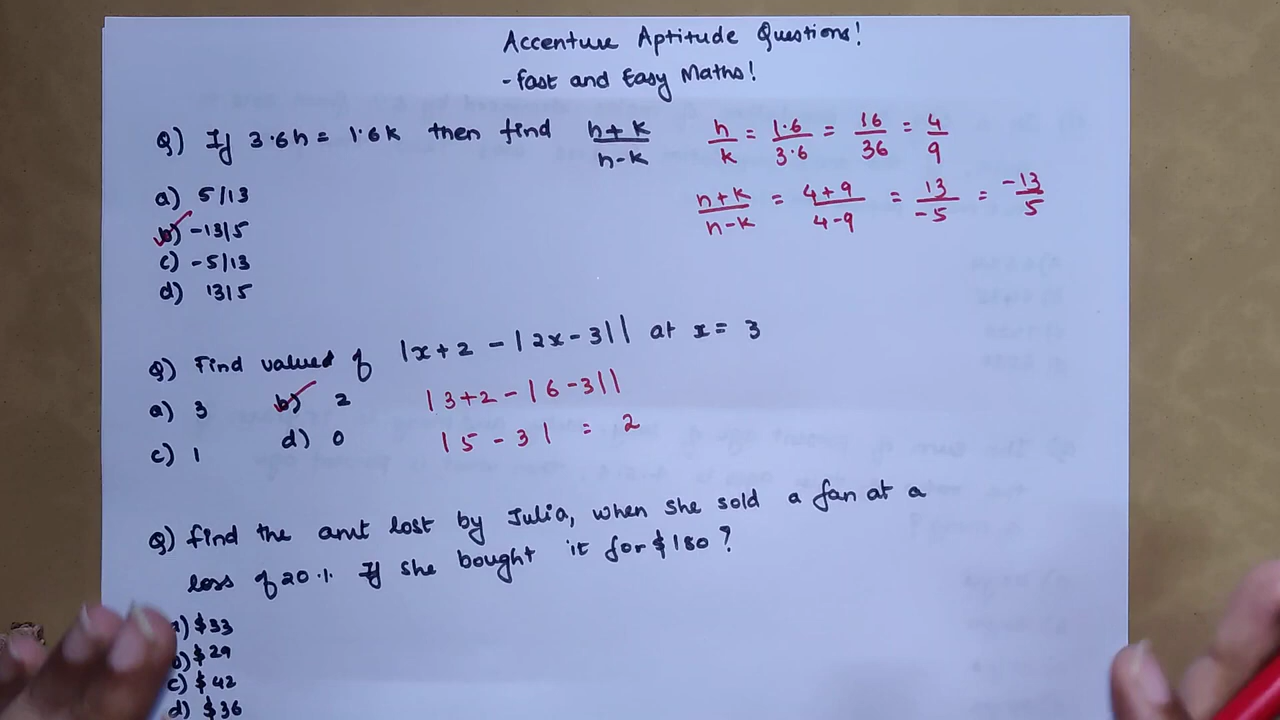 Accenture Aptitude Questions!
- Fast and Easy Maths!
Q) If 3.6h = 1.6k then find h+k/h-k
h/k = 1.6/3.6 = 16/36 = 4/9
a) 5/13
h+k/h-k = 4+9/4-9 = 13/-5 = -13/5
b) -13/5
c) -5/13
d) 13/5
Q) Find valued of |x+2 - |2x-3|| at x = 3
a) 3 b) 2 |3+2 - |6-3||
c) 1 d) 0 |5-3| = 2
Q) Find the amt lost by Julia, when she sold a fan at a
loss of 20 %. If she bought it for $180 ?
a) $33
b) $29
c) $42
d) $36